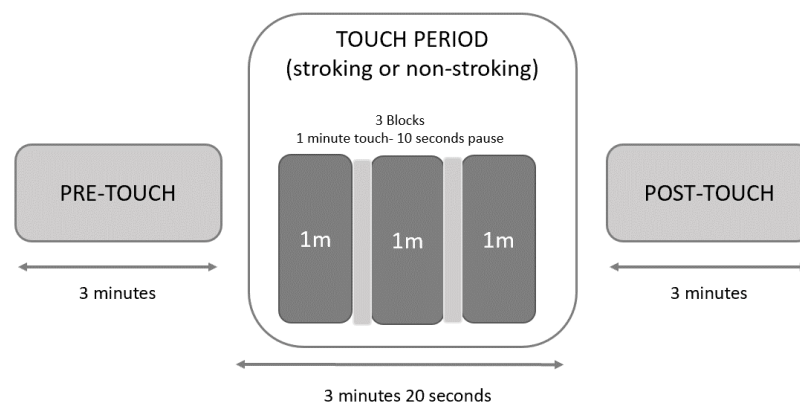 TOUCH PERIOD
(stroking or non-stroking)
3 Blocks
1 minute touch- 10 seconds pause
PRE-TOUCH
1m
1m
1m
POST-TOUCH
3 minutes
3 minutes
3 minutes 20 seconds